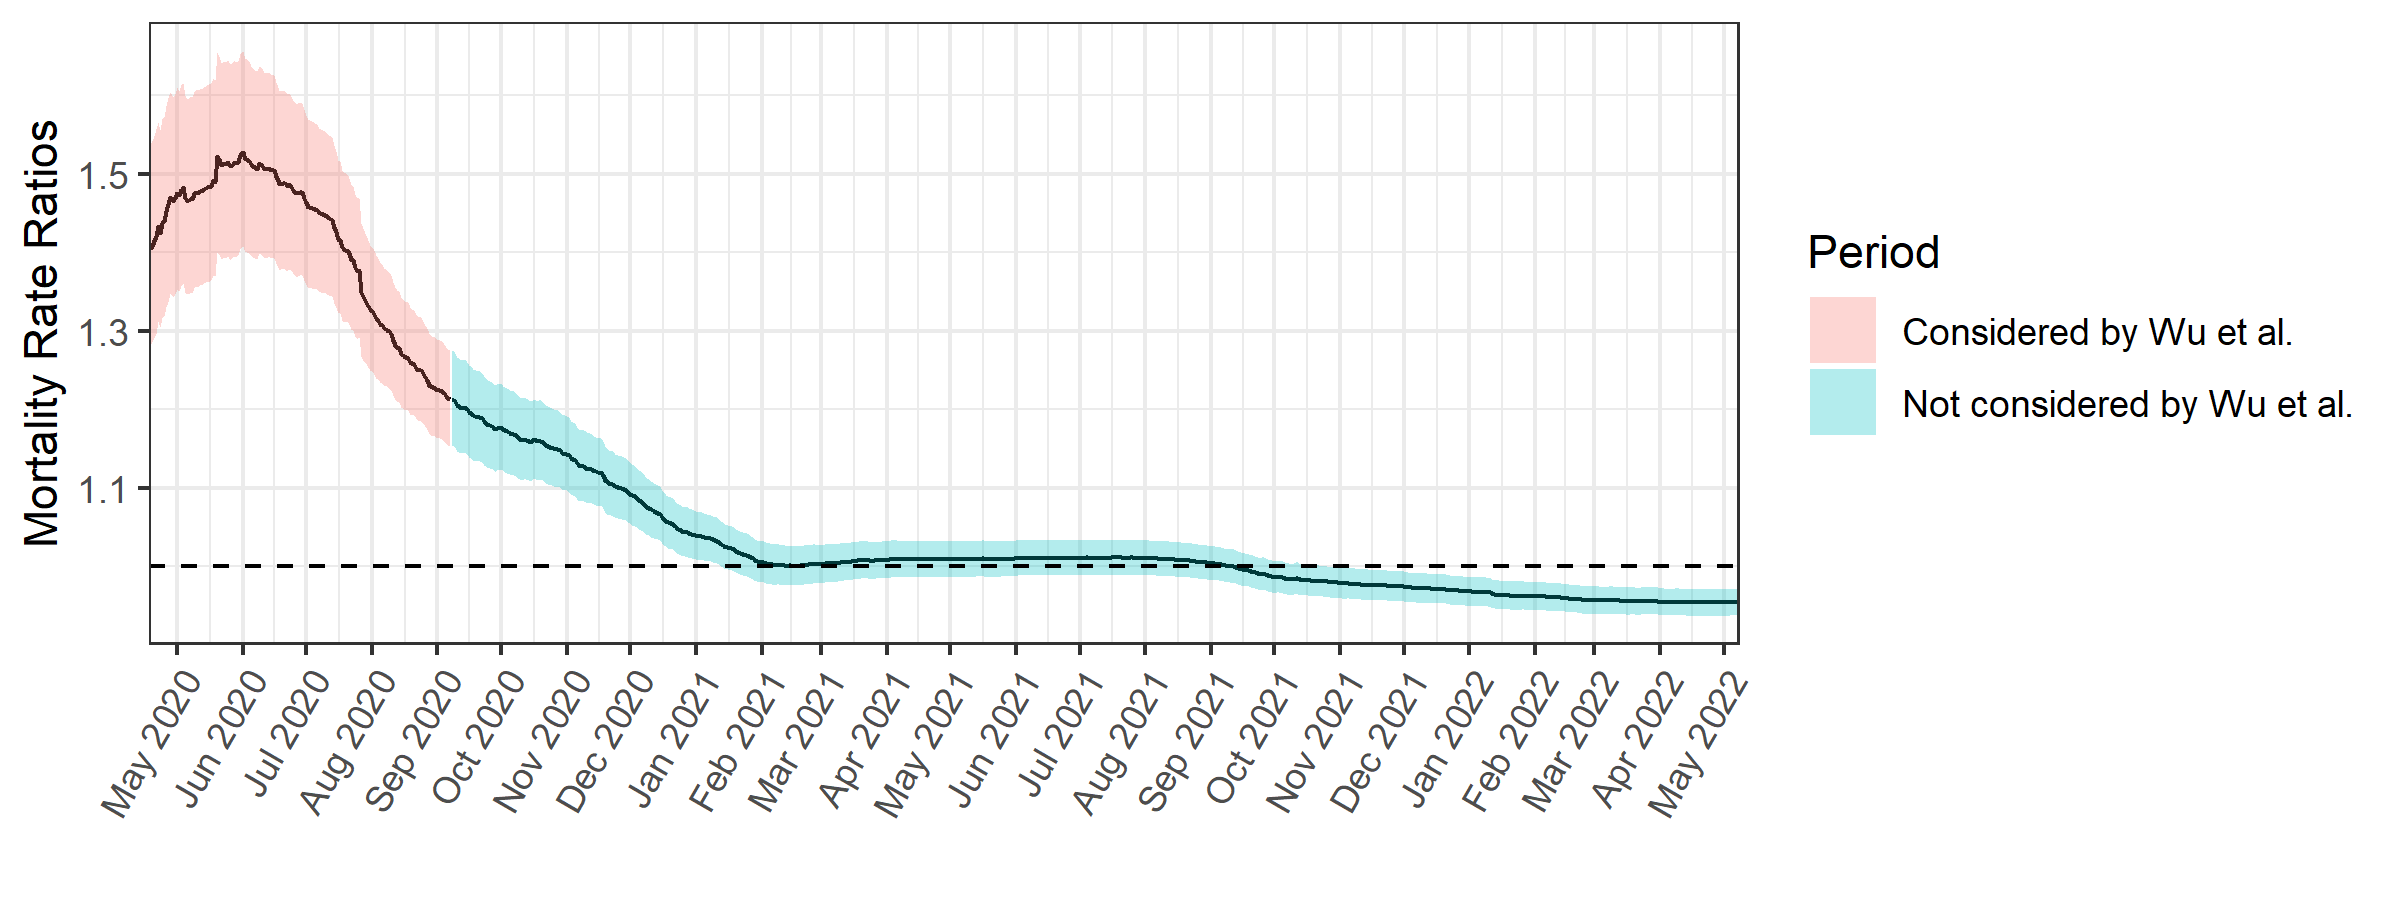 Mortality Rate Ratios
1.5
1.3
1.1
May 2020
Jun 2020
Jul 2020
Aug 2020
Sep 2020
Oct 2020
Nov 2020
Dec 2020
Jan 2021
Feb 2021
Mar 2021
Apr 2021
May 2021
Jun 2021
Jul 2021
Aug 2021
Sep 2021
Oct 2021
Nov 2021
Dec 2021
Jan 2022
Feb 2022
Mar 2022
Apr 2022
May 2022
Period
Considered by Wu et al.
Not considered by Wu et al.